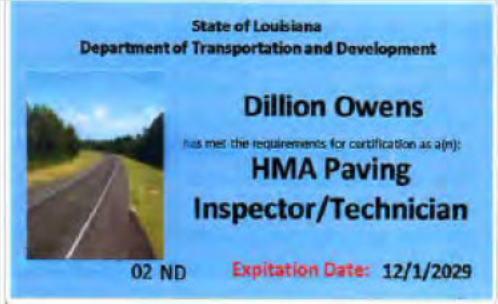 State of Louisiana
Department of Transportation and Development
Dillion Owens
has met the requirements for certification as a(n):
HMA Paving
Inspector/Technician
02 ND
Expitation Date: 12/1/2029